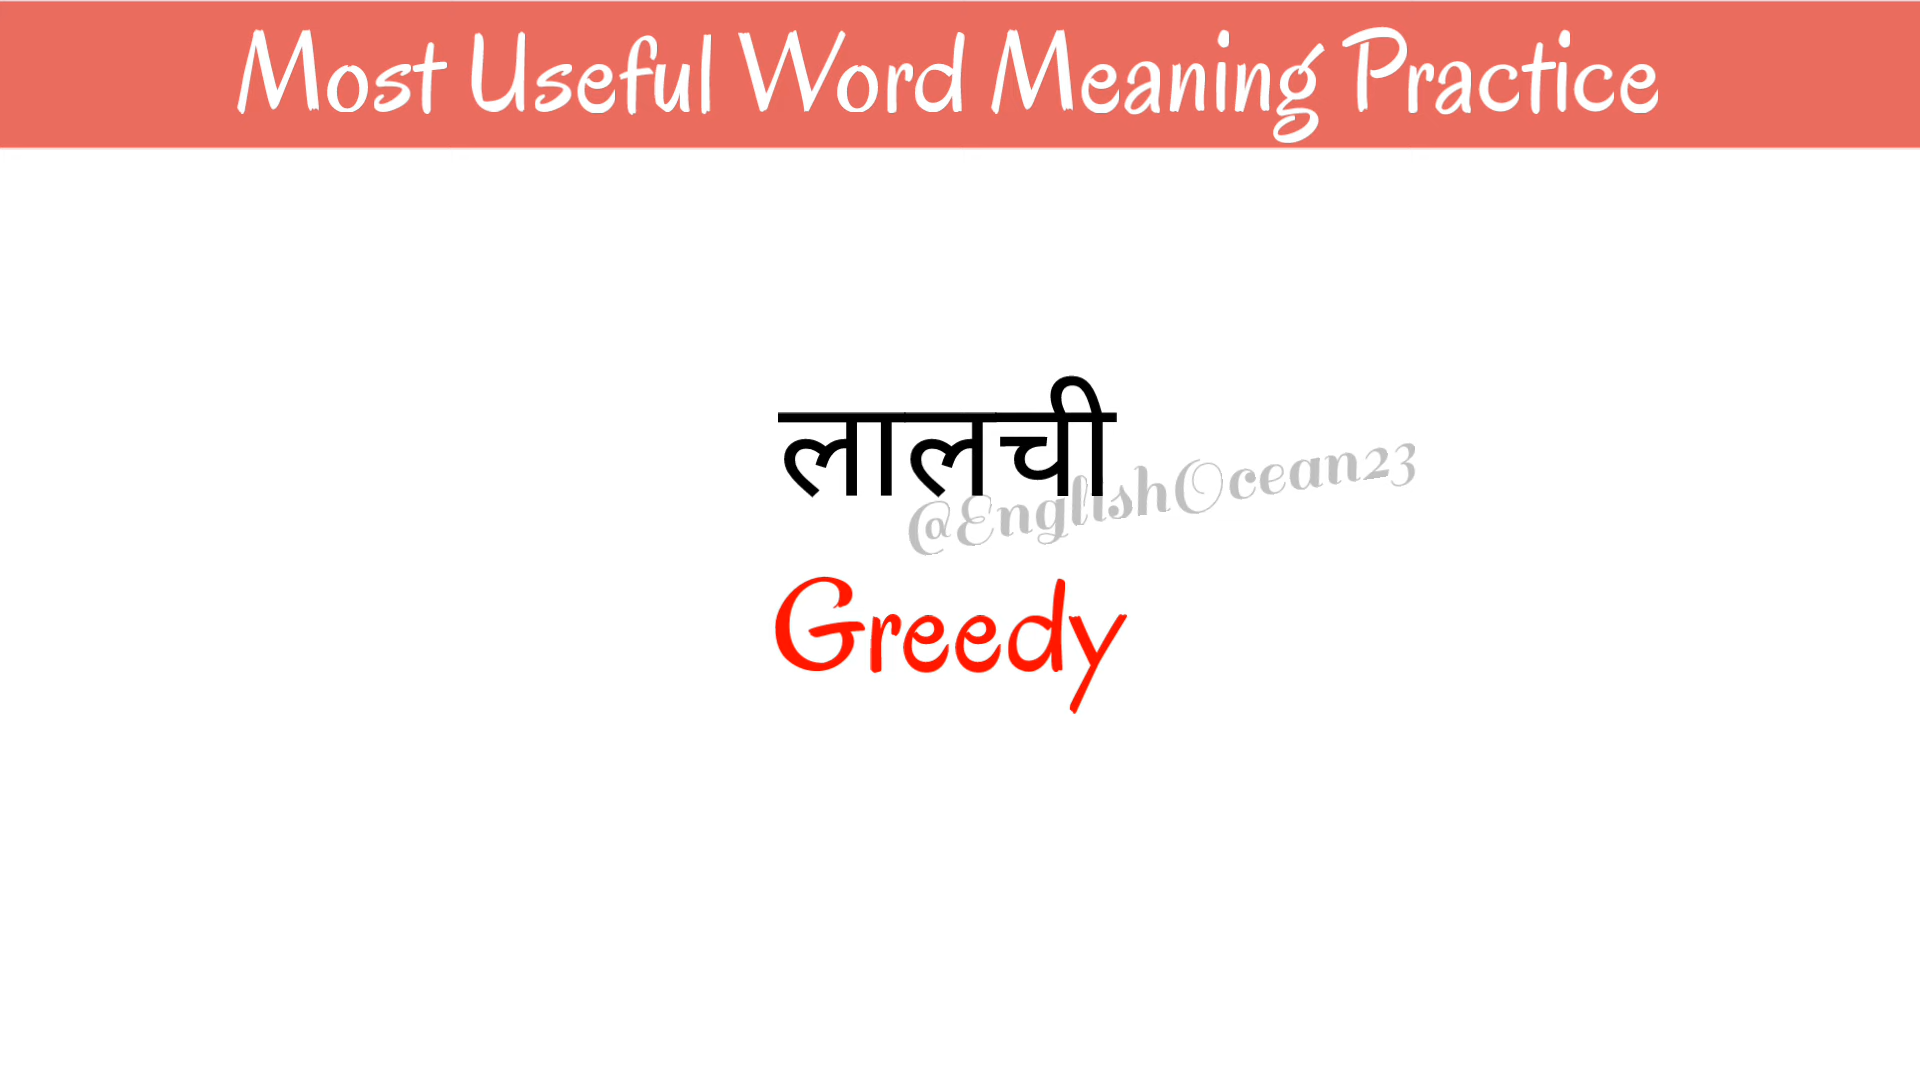 Most Useful Word Meaning Practice
लालची
@EnglishOcean23
Greedy